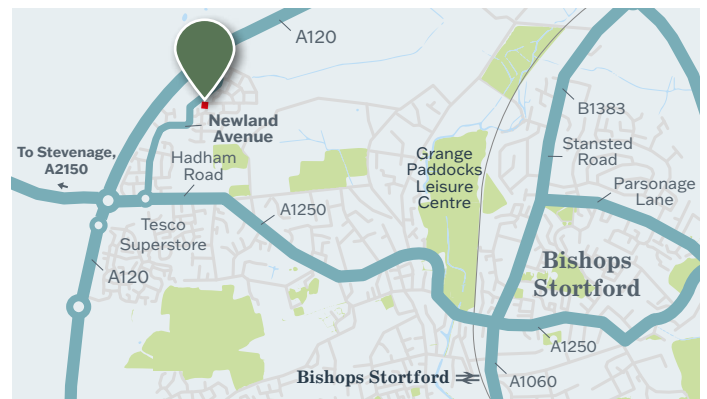 A120
B1383
Newland
Avenue
To Stevenage,
A2150
Hadham
Road
Grange
Paddocks
Leisure
Centre
Stansted
Road
Parsonage
Lane
A1250
Tesco
Superstore
A120
Bishops
Stortford
A1250
Bishops Stortford
A1060